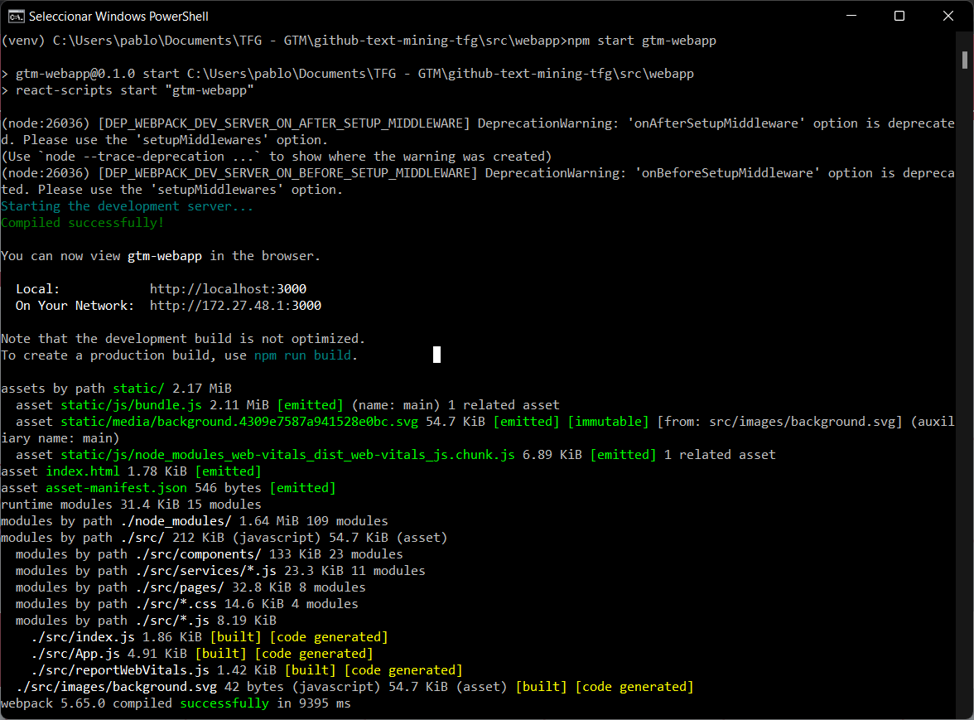 Seleccionar Windows PowerShell
(venv) C:\Users\pablo\Documents\TFG - GTM\github-text-mining-tfg\src\webapp>npm start gtm-webapp
> gtm-webapp@0.1.0 start C:\Users\pablo\Documents\TFG - GTM\github-text-mining-tfg\src\webapp
> react-scripts start "gtm-webapp"
(node:26036) [DEP_WEBPACK_DEV_SERVER_ON_AFTER_SETUP_MIDDLEWARE] DeprecationWarning: 'onAfterSetupMiddleware' option is deprecate
d. Please use the 'setupMiddlewares' option.
(Use `node --trace-deprecation ...` to show where the warning was created)
(node:26036) [DEP_WEBPACK_DEV_SERVER_ON_BEFORE_SETUP_MIDDLEWARE] DeprecationWarning: 'onBeforeSetupMiddleware' option is depreca
ted. Please use the 'setupMiddlewares' option.
Starting the development server...
Compiled successfully!
You can now view gtm-webapp in the browser.
Local: http://localhost:3000
On Your Network: http://172.27.48.1:3000
Note that the development build is not optimized.
To create a production build, use npm run build.
assets by path static/ 2.17 MiB
asset static/js/bundle.js 2.11 MiB [emitted] (name: main) 1 related asset
asset static/media/background.4309e7587a941528e0bc.svg 54.7 KiB [emitted] [immutable] [from: src/images/background.svg] (auxil
iary name: main)
asset static/js/node_modules_web-vitals_dist_web-vitals_js.chunk.js 6.89 KiB [emitted] 1 related asset
asset index.html 1.78 KiB [emitted]
asset asset-manifest.json 546 bytes [emitted]
runtime modules 31.4 KiB 15 modules
modules by path ./node_modules/ 1.64 MiB 109 modules
modules by path ./src/ 212 KiB (javascript) 54.7 KiB (asset)
modules by path ./src/components/ 133 KiB 23 modules
modules by path ./src/services/*.js 23.3 KiB 11 modules
modules by path ./src/pages/ 32.8 KiB 8 modules
modules by path ./src/*.css 14.6 KiB 4 modules
modules by path ./src/*.js 8.19 KiB
./src/index.js 1.86 KiB [built] [code generated]
./src/App.js 4.91 KiB [built] [code generated]
./src/reportWebVitals.js 1.42 KiB [built] [code generated]
./src/images/background.svg 42 bytes (javascript) 54.7 KiB (asset) [built] [code generated]
webpack 5.65.0 compiled successfully in 9395 ms